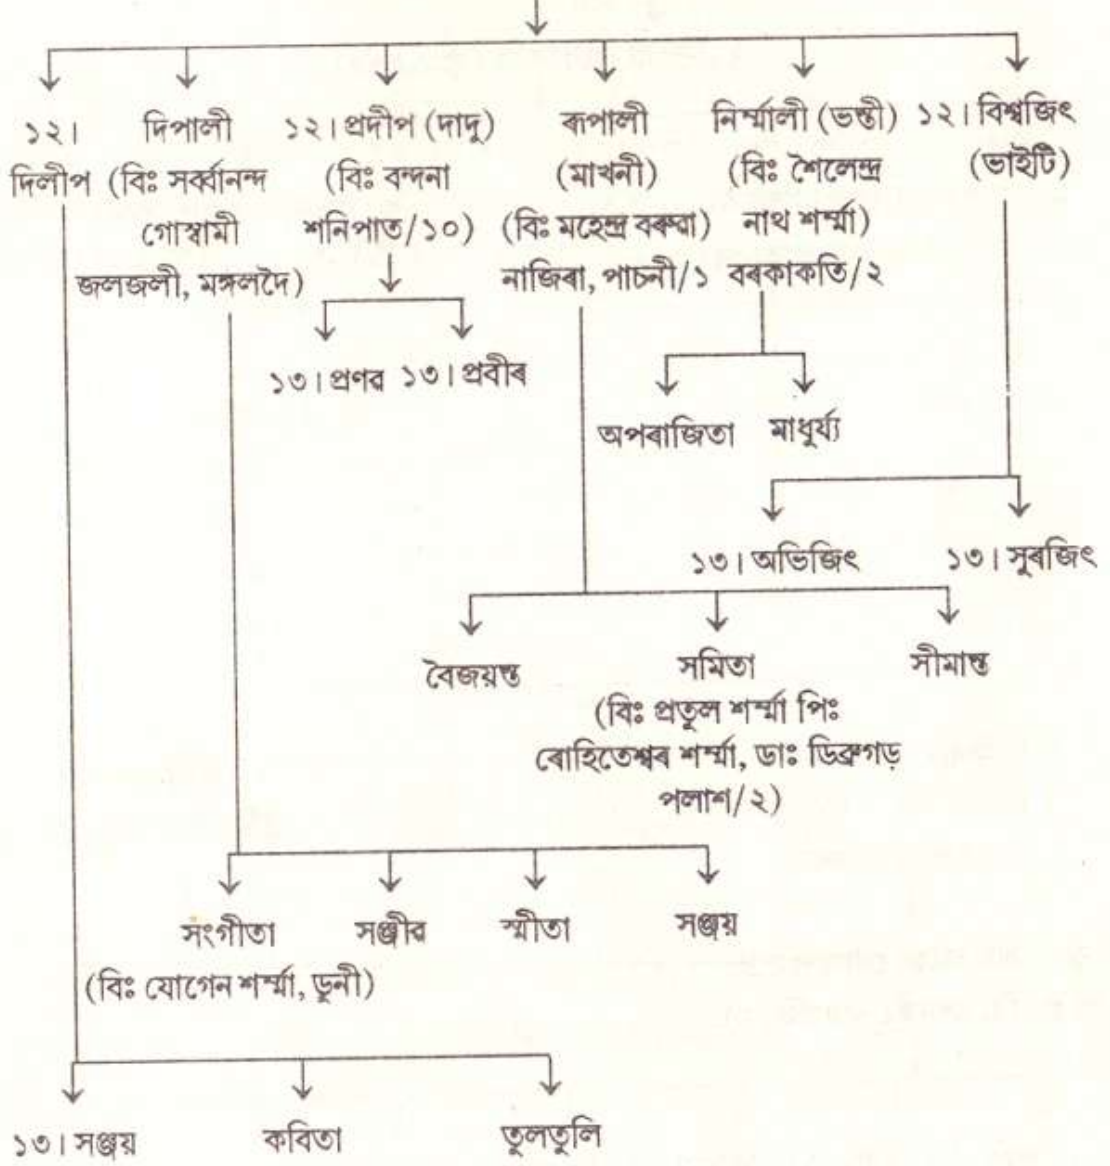 ১২। দিপালী ১২। প্ৰদীপ (দাদু) ৰূপালী নিৰ্ম্মালী (ভন্তী) ১২। বিশ্বজিৎ
দিলীপ (বিঃ সৰ্ব্বানন্দ (বিঃ বন্দনা (মাখনী) (বিঃ শৈলেন্দ্ৰ (ভাইটি)
গোস্বামী শনিপাত/১০) (বিঃ মহেন্দ্ৰ বৰুৱা) নাথ শৰ্ম্মা)
জলজলী, মঙ্গলদৈ) নাজিৰা, পাচনী/১ বৰকাকতি/২
১৩। প্ৰণৱ ১৩। প্ৰবীৰ
অপৰাজিতা মাধুৰ্য্য
১৩। অভিজিৎ ১৩। সুৰজিৎ
বৈজয়ন্ত সমিতা সীমান্ত
(বিঃ প্ৰতুল শৰ্ম্মা পিঃ
ৰোহিতেশ্বৰ শৰ্ম্মা, ডাঃ ডিব্ৰুগড়
পলাশ/২)
সংগীতা সঞ্জীৱ স্মীতা সঞ্জয়
(বিঃ যোগেন শৰ্ম্মা, ডুনী)
১৩। সঞ্জয় কবিতা তুলতুলি